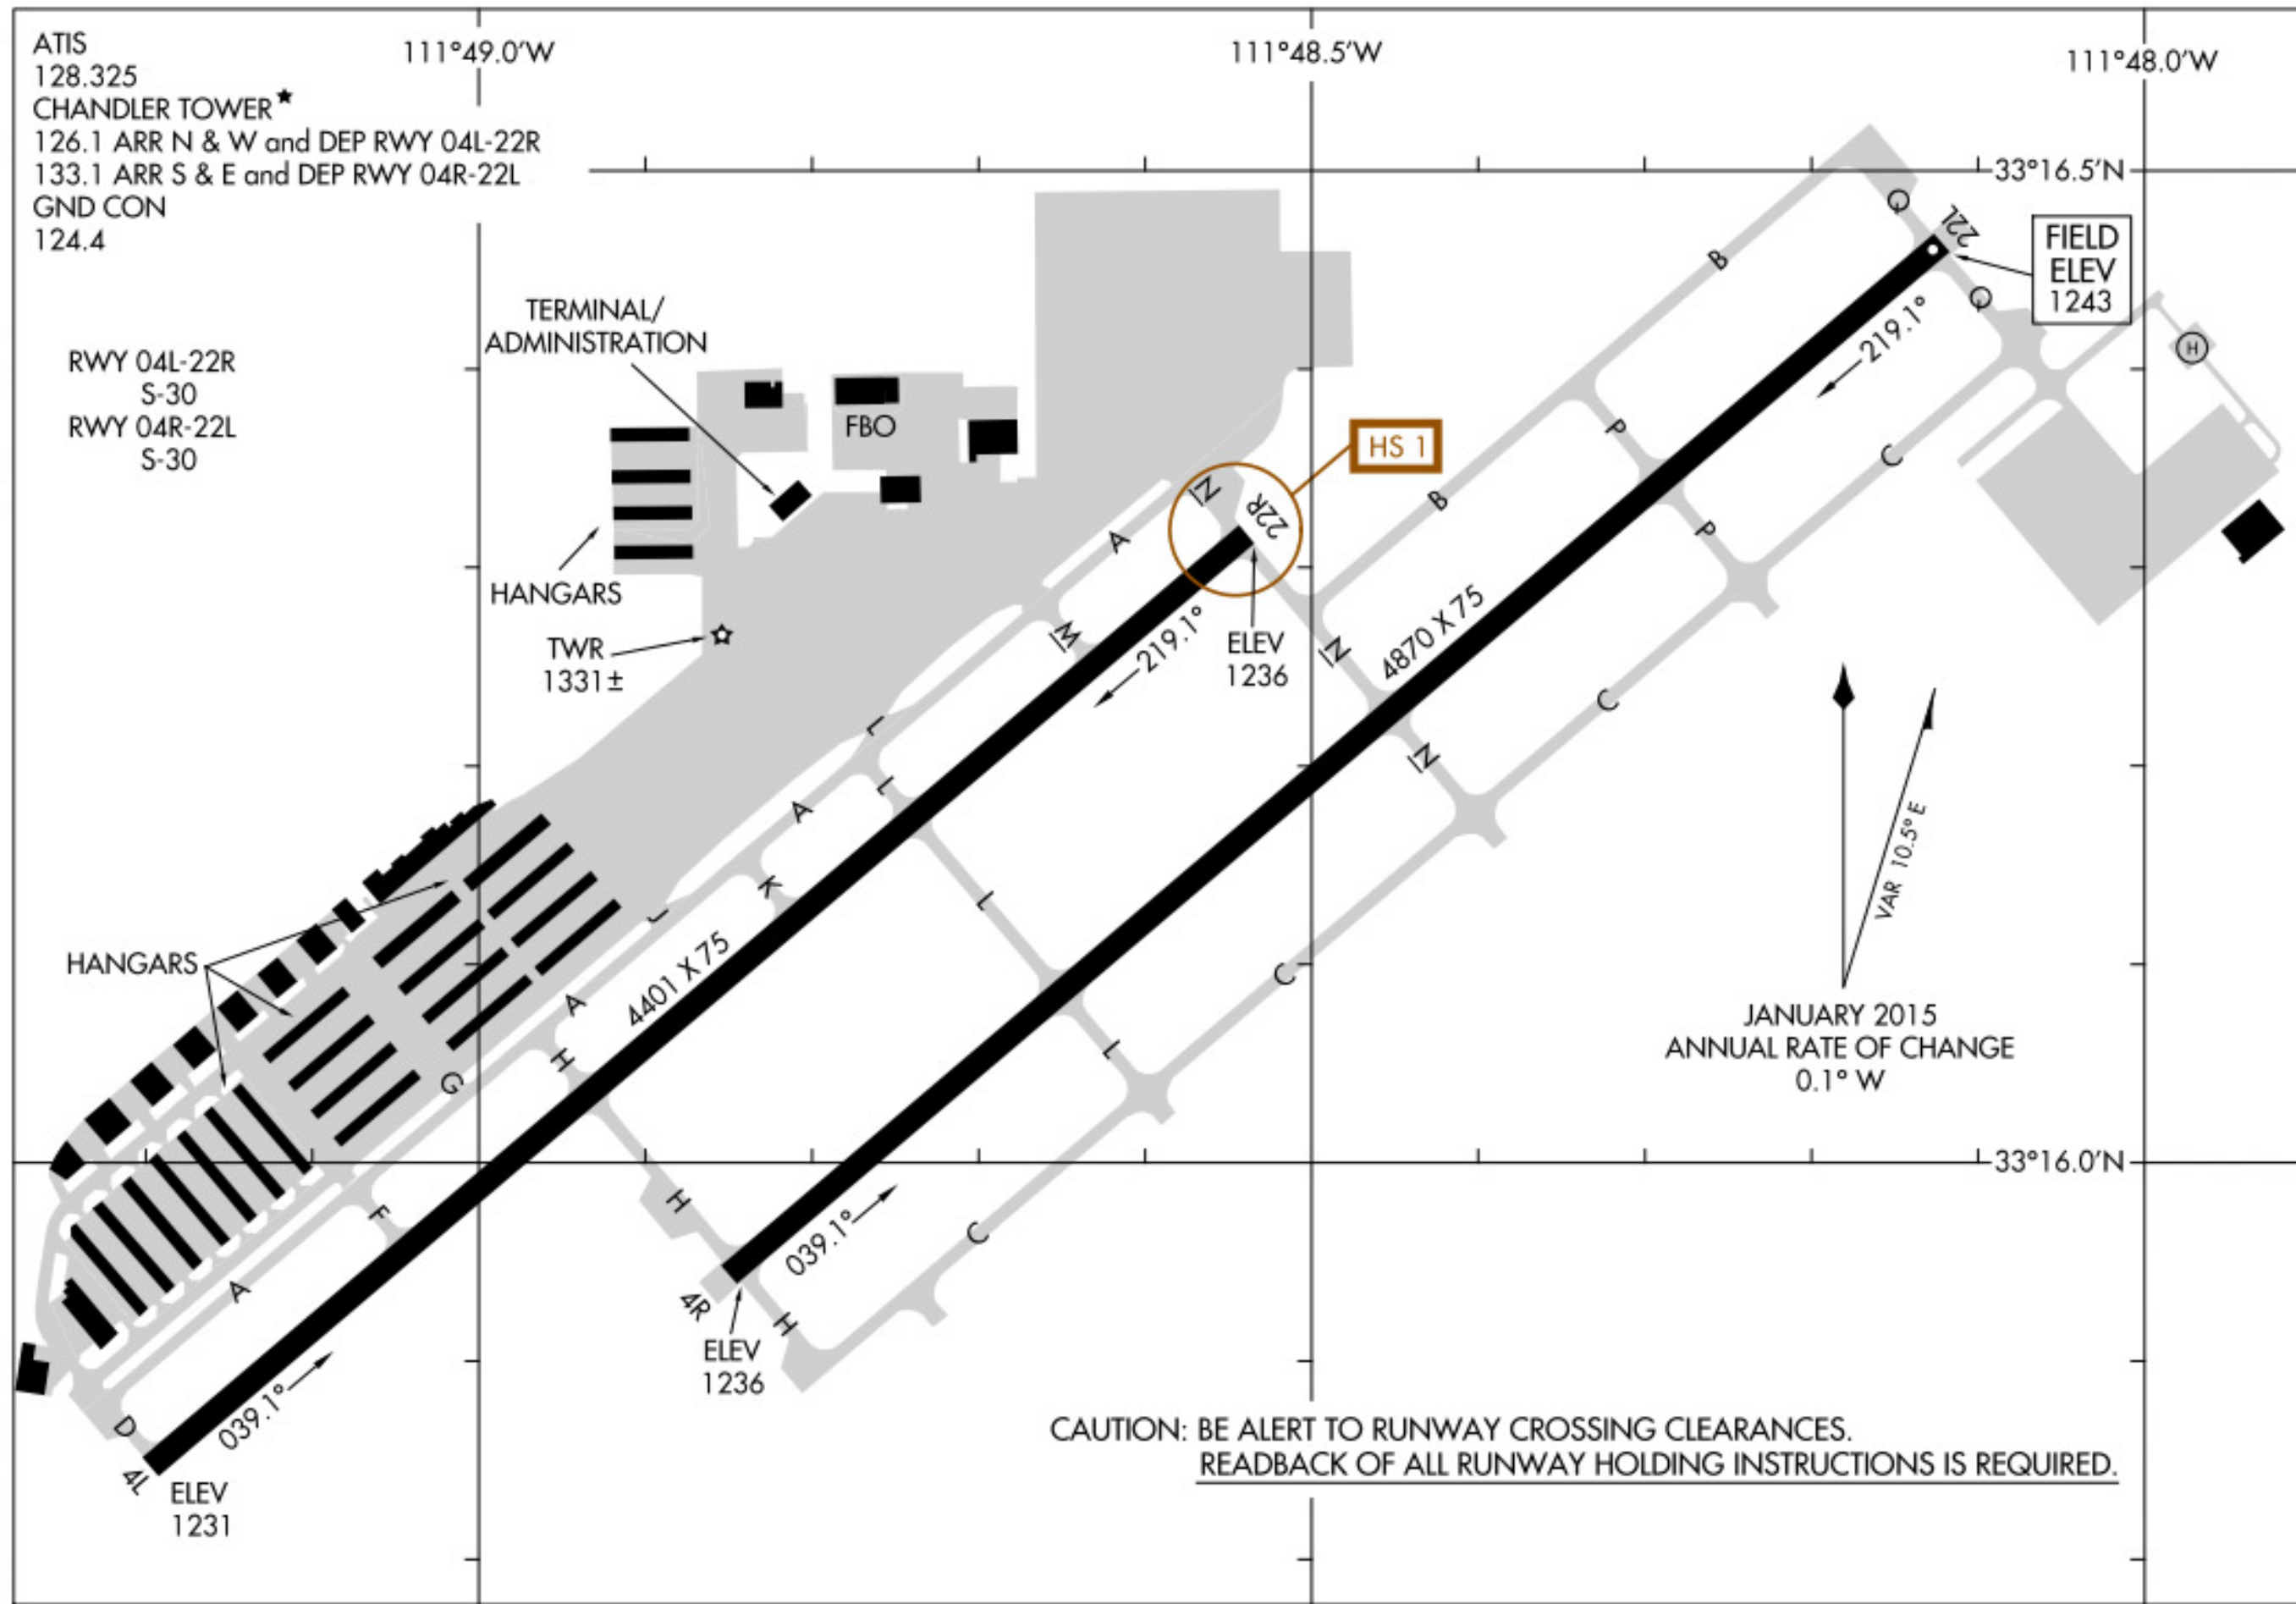 ATIS
128.325
CHANDLER TOWER★
126.1 ARR N & W and DEP RWY 04L-22R
133.1 ARR S & E and DEP RWY 04R-22L
GND CON
124.4
111°49.0'W
111°48.5'W
111°48.0'W
33°16.5'N
RWY 04L-22R
S-30
RWY 04R-22L
S-30
TERMINAL/
ADMINISTRATION
FBO
HANGARS
TWR
1331±
HS 1
FIELD
ELEV
1243
Q
22L
Q
H
B
219.1°
P
C
B
P
N
22R
A
M
219.1°
ELEV
1236
N
4870 X 75
C
N
L
L
A
K
J
L
HANGARS
A
4401 X 75
C
H
G
L
VAR 10.5° E
JANUARY 2015
ANNUAL RATE OF CHANGE
0.1° W
33°16.0'N
F
H
039.1°
C
A
4R
H
ELEV
1236
D
039.1°
4L
ELEV
1231
CAUTION: BE ALERT TO RUNWAY CROSSING CLEARANCES.
READBACK OF ALL RUNWAY HOLDING INSTRUCTIONS IS REQUIRED.